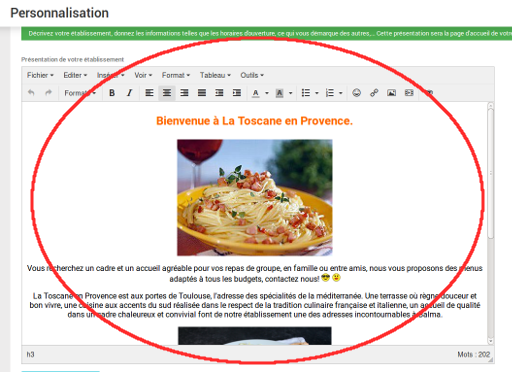 Personnalisation
Décrivez votre établissement, donnez les informations telles que les horaires d'ouverture, ce qui vous démarque des autres,... Cette présentation sera la page d'accueil de votre
Présentation de votre établissement
Fichier Editer Insérer Voir Format Tableau Outils
Formats B I A A
Bienvenue à La Toscane en Provence.
Vous recherchez un cadre et un accueil agréable pour vos repas de groupe, en famille ou entre amis, nous vous proposons des menus
adaptés à tous les budgets, contactez nous!
La Toscane en Provence est aux portes de Toulouse, l'adresse des spécialités de la méditerranée. Une terrasse où règne douceur et
bon vivre, une cuisine aux accents du sud réalisée dans le respect de la tradition culinaire française et italienne, un accueil de qualité
dans un cadre chaleureux et convivial font de notre établissement une des adresses incontournables à Balma.
h3 Mots : 202